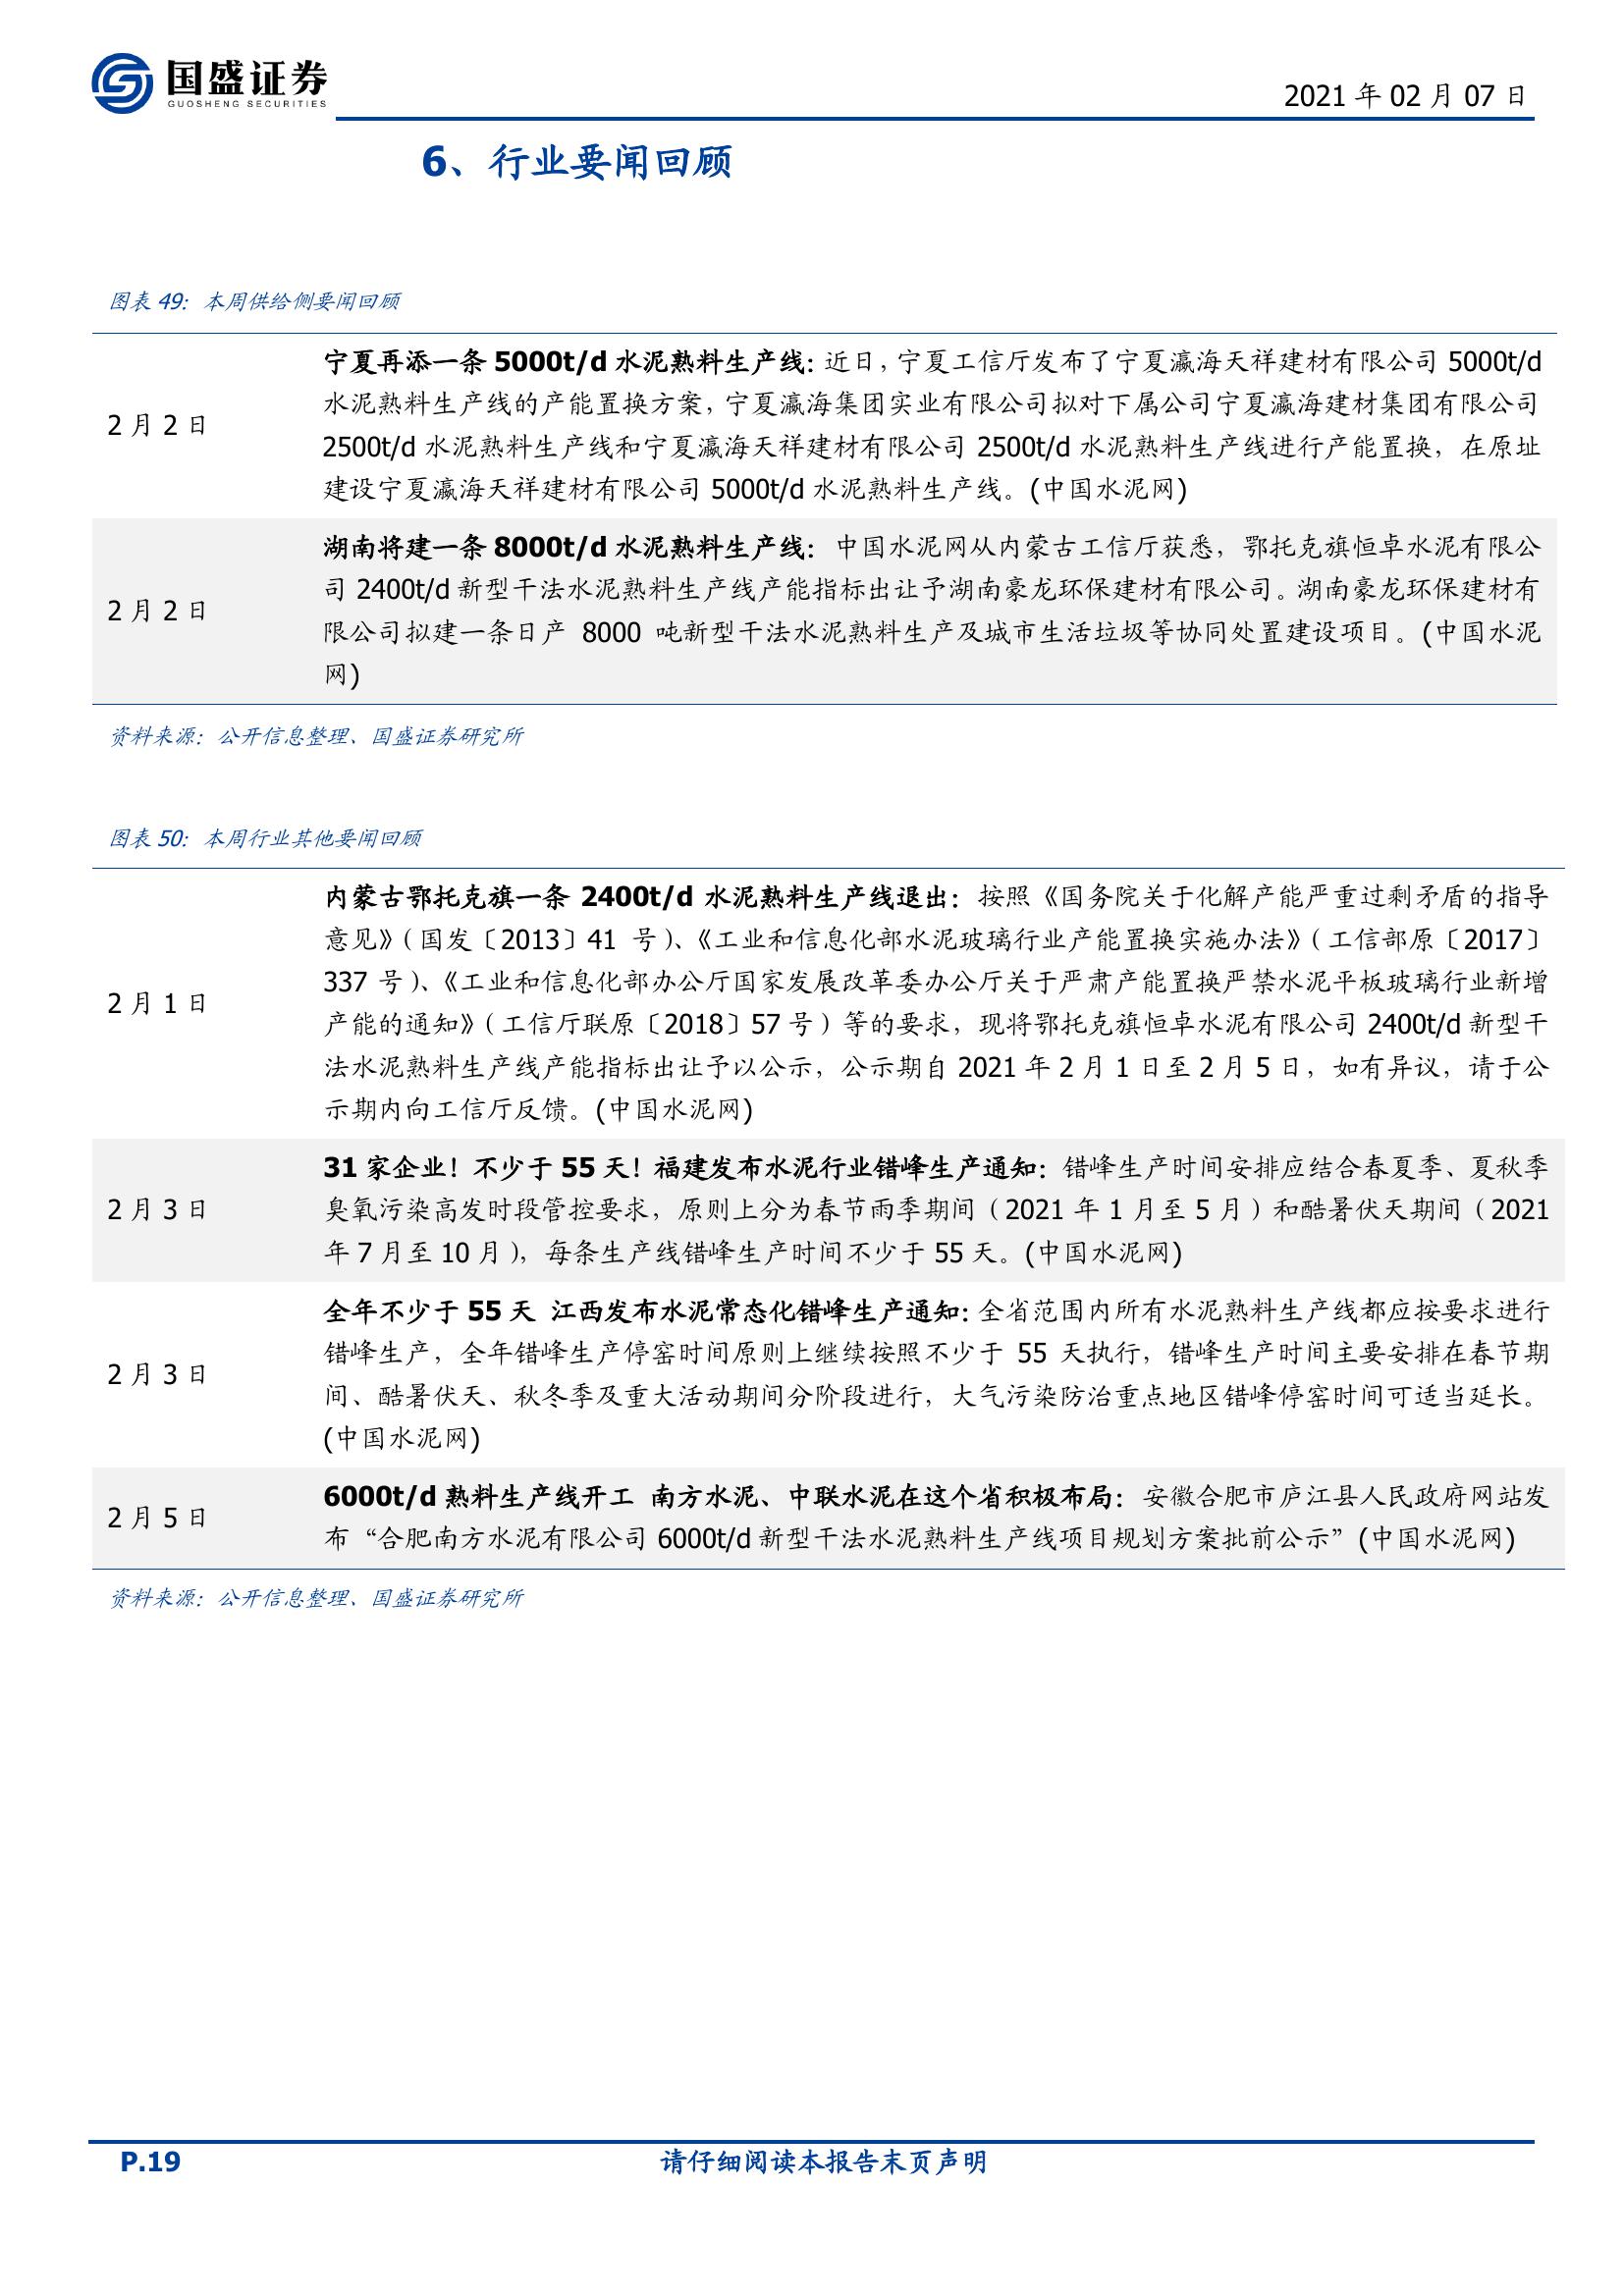 国盛证券
GUOSHENG SECURITIES
2021 年 02 月 07 日
6、行业要闻回顾
图表 49：本周供给侧要闻回顾
2 月 2 日
宁夏再添一条 5000t/d 水泥熟料生产线：近日，宁夏工信厅发布了宁夏瀛海天祥建材有限公司 5000t/d
水泥熟料生产线的产能置换方案，宁夏瀛海集团实业有限公司拟对下属公司宁夏瀛海建材集团有限公司
2500t/d 水泥熟料生产线和宁夏瀛海天祥建材有限公司 2500t/d 水泥熟料生产线进行产能置换，在原址
建设宁夏瀛海天祥建材有限公司 5000t/d 水泥熟料生产线。(中国水泥网)
2 月 2 日
湖南将建一条 8000t/d 水泥熟料生产线：中国水泥网从内蒙古工信厅获悉，鄂托克旗恒卓水泥有限公
司 2400t/d 新型干法水泥熟料生产线产能指标出让予湖南豪龙环保建材有限公司。湖南豪龙环保建材有
限公司拟建一条日产 8000 吨新型干法水泥熟料生产及城市生活垃圾等协同处置建设项目。(中国水泥
网)
资料来源：公开信息整理、国盛证券研究所
图表 50：本周行业其他要闻回顾
2 月 1 日
内蒙古鄂托克旗一条 2400t/d 水泥熟料生产线退出：按照《国务院关于化解产能严重过剩矛盾的指导
意见》（国发〔2013〕41 号）、《工业和信息化部水泥玻璃行业产能置换实施办法》（工信部原〔2017〕
337 号）、《工业和信息化部办公厅国家发展改革委办公厅关于严肃产能置换严禁水泥平板玻璃行业新增
产能的通知》（工信厅联原〔2018〕57 号）等的要求，现将鄂托克旗恒卓水泥有限公司 2400t/d 新型干
法水泥熟料生产线产能指标出让予以公示，公示期自 2021 年 2 月 1 日至 2 月 5 日，如有异议，请于公
示期内向工信厅反馈。(中国水泥网)
2 月 3 日
31 家企业！不少于 55 天！福建发布水泥行业错峰生产通知：错峰生产时间安排应结合春夏季、夏秋季
臭氧污染高发时段管控要求，原则上分为春节雨季期间（2021 年 1 月至 5 月）和酷暑伏天期间（2021
年 7 月至 10 月），每条生产线错峰生产时间不少于 55 天。(中国水泥网)
2 月 3 日
全年不少于 55 天 江西发布水泥常态化错峰生产通知：全省范围内所有水泥熟料生产线都应按要求进行
错峰生产，全年错峰生产停窑时间原则上继续按照不少于 55 天执行，错峰生产时间主要安排在春节期
间、酷暑伏天、秋冬季及重大活动期间分阶段进行，大气污染防治重点地区错峰停窑时间可适当延长。
(中国水泥网)
2 月 5 日
6000t/d 熟料生产线开工 南方水泥、中联水泥在这个省积极布局：安徽合肥市庐江县人民政府网站发
布“合肥南方水泥有限公司 6000t/d 新型干法水泥熟料生产线项目规划方案批前公示”(中国水泥网)
资料来源：公开信息整理、国盛证券研究所
P.19
请仔细阅读本报告末页声明